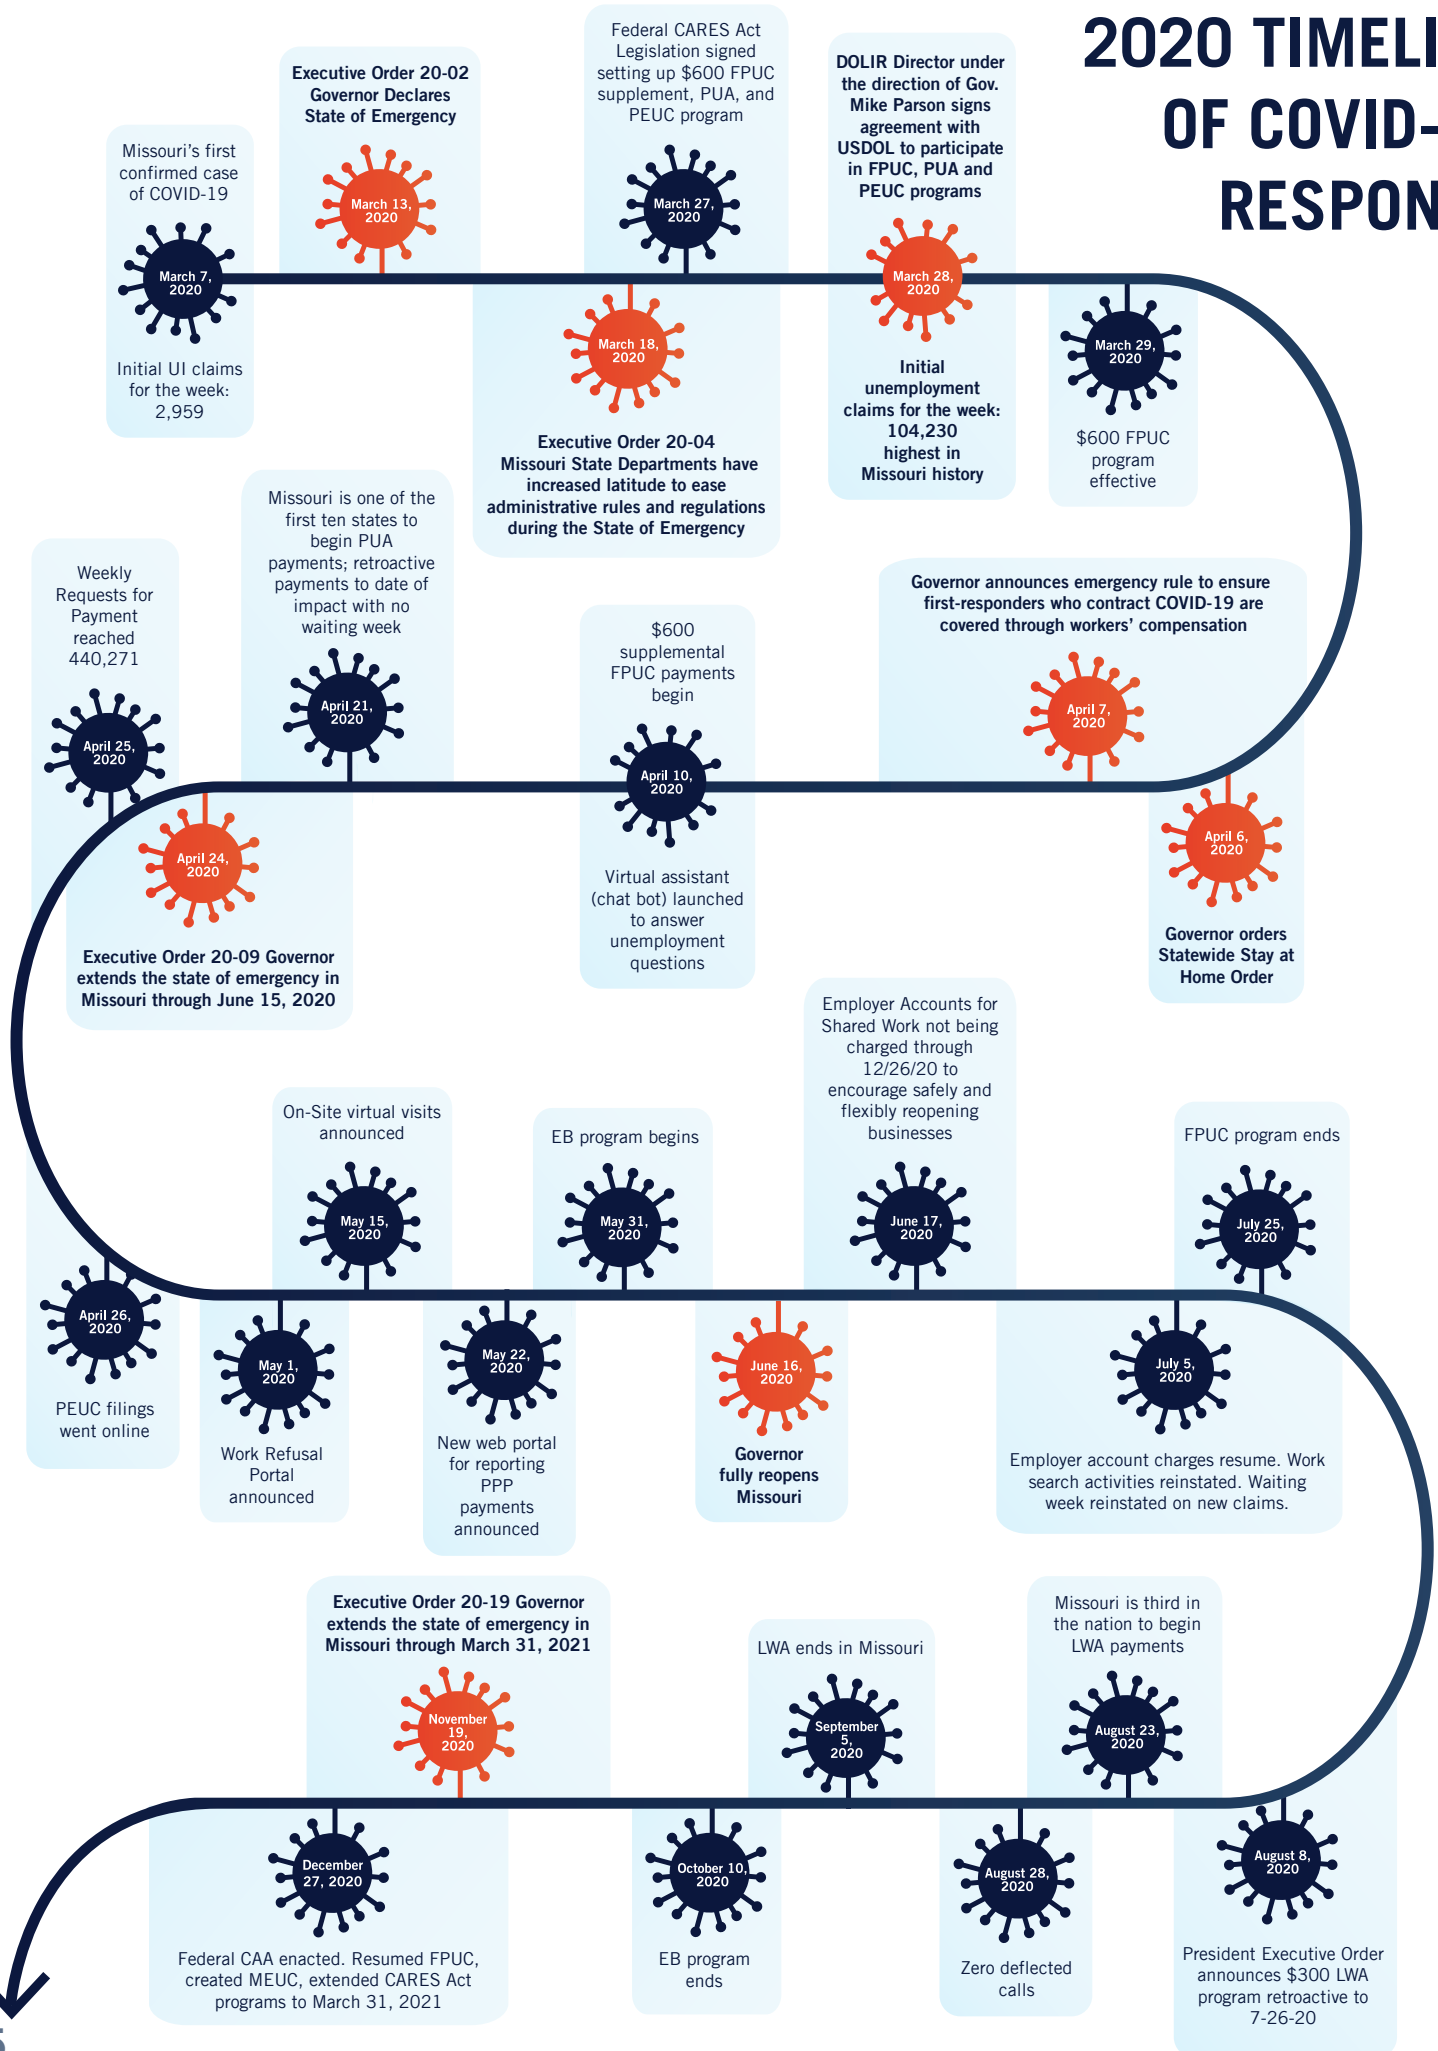 2020 TIMELI
OF COVID-
RESPON
Missouri's first
confirmed case
of COVID-19
March 7,
2020
Initial UI claims
for the week:
2,959
Executive Order 20-02
Governor Declares
State of Emergency
March 13,
2020
March 18,
2020
Executive Order 20-04
Missouri State Departments have
increased latitude to ease
administrative rules and regulations
during the State of Emergency
Federal CARES Act
Legislation signed
setting up $600 FPUC
supplement, PUA, and
PEUC program
March 27,
2020
DOLIR Director under
the direction of Gov.
Mike Parson signs
agreement with
USDOL to participate
in FPUC, PUA and
PEUC programs
March 28,
2020
Initial
unemployment
claims for the week:
104,230
highest in
Missouri history
March 29,
2020
$600 FPUC
program
effective
April 6,
2020
Governor orders
Statewide Stay at
Home Order
Governor announces emergency rule to ensure
first-responders who contract COVID-19 are
covered through workers' compensation
April 7,
2020
$600
supplemental
FPUC payments
begin
April 10,
2020
Virtual assistant
(chat bot) launched
to answer
unemployment
questions
Missouri is one of the
first ten states to
begin PUA
payments; retroactive
payments to date of
impact with no
waiting week
April 21,
2020
April 24,
2020
Executive Order 20-09 Governor
extends the state of emergency in
Missouri through June 15, 2020
Weekly
Requests for
Payment
reached
440,271
April 25,
2020
April 26,
2020
PEUC filings
went online
May 1,
2020
Work Refusal
Portal
announced
On-Site virtual visits
announced
May 15,
2020
May 22,
2020
New web portal
for reporting
PPP
payments
announced
EB program begins
May 31,
2020
June 16,
2020
Governor
fully reopens
Missouri
Employer Accounts for
Shared Work not being
charged through
12/26/20 to
encourage safely and
flexibly reopening
businesses
June 17,
2020
July 5,
2020
Employer account charges resume. Work
search activities reinstated. Waiting
week reinstated on new claims.
FPUC program ends
July 25,
2020
August 8,
2020
President Executive Order
announces $300 LWA
program retroactive to
7-26-20
Missouri is third in
the nation to begin
LWA payments
August 23,
2020
August 28,
2020
Zero deflected
calls
LWA ends in Missouri
September
5,
2020
October 10,
2020
EB program
ends
Executive Order 20-19 Governor
extends the state of emergency in
Missouri through March 31, 2021
November
19,
2020
December
27, 2020
Federal CAA enacted. Resumed FPUC,
created MEUC, extended CARES Act
programs to March 31, 2021